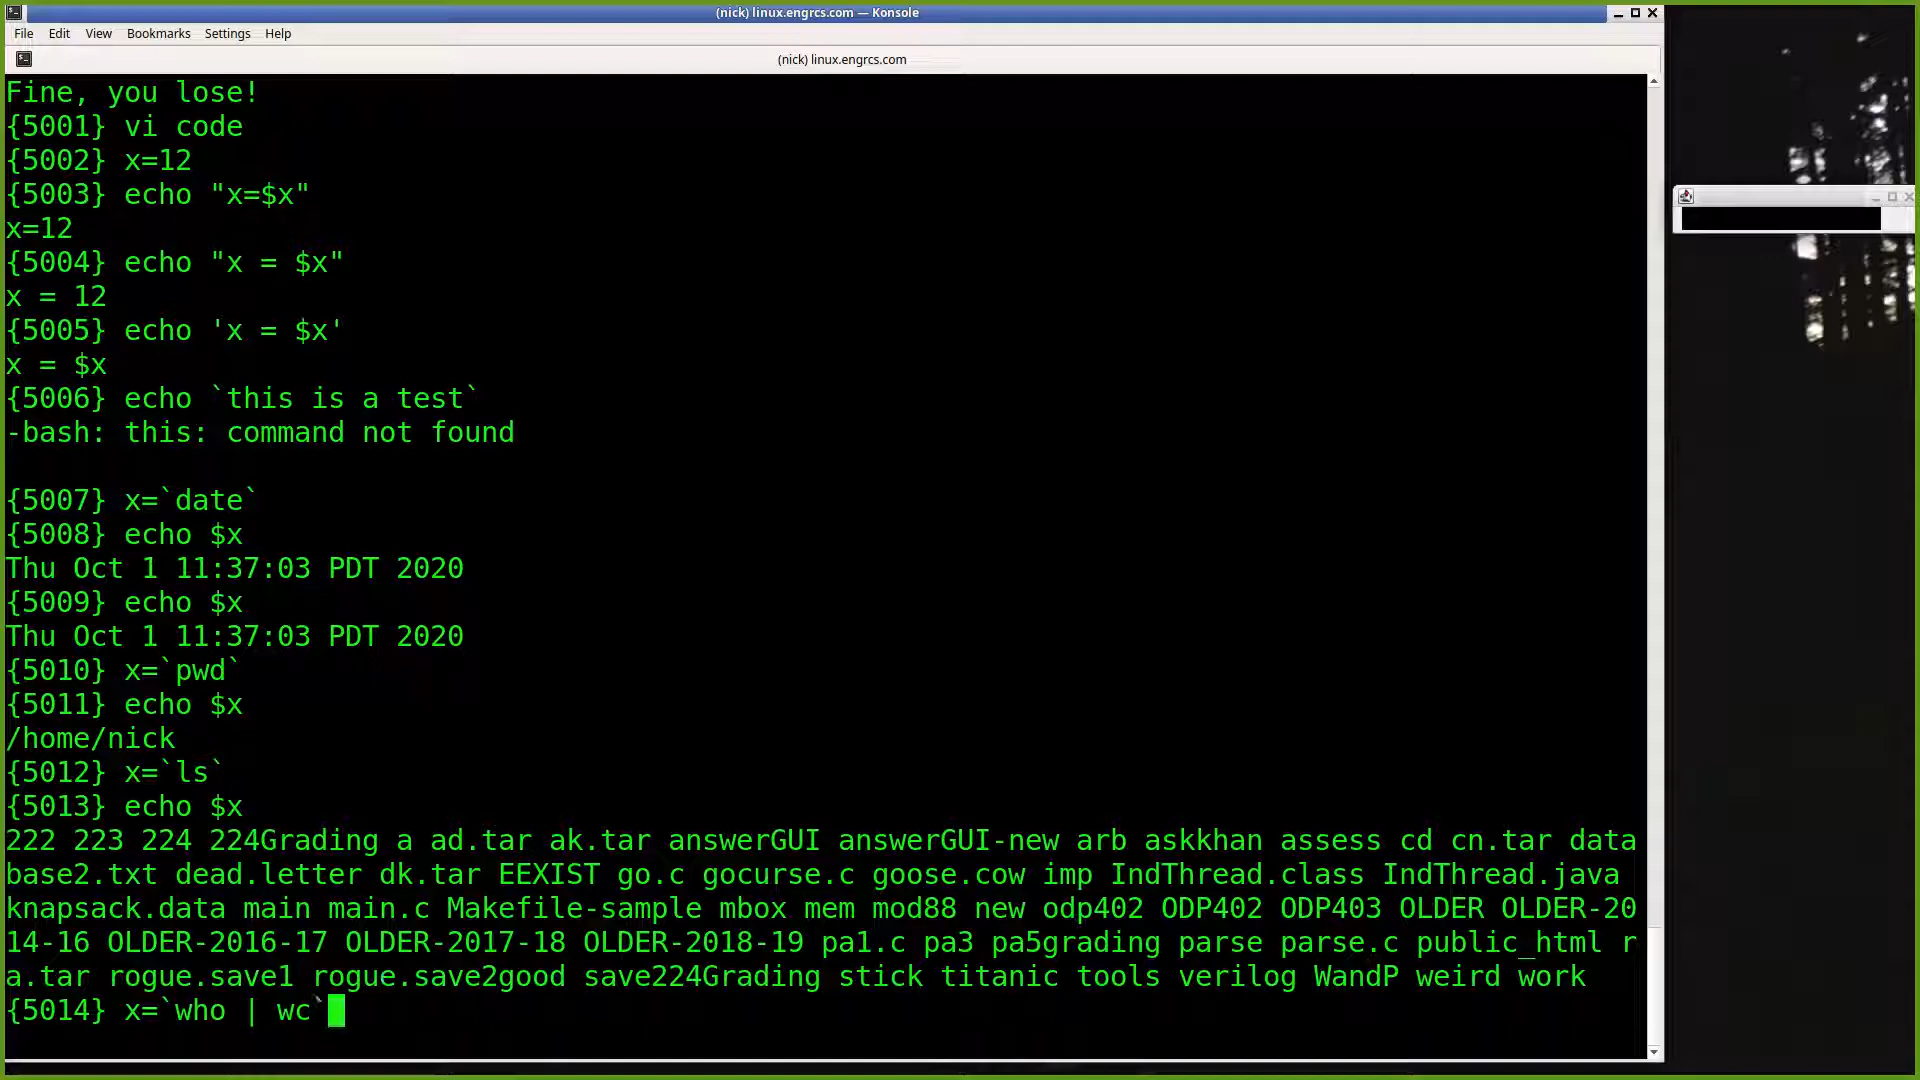 (nick) linux.engrcs.com — Konsole
File Edit View Bookmarks Settings Help
(nick) linux.engrcs.com
Fine, you lose!
{5001} vi code
{5002} x=12
{5003} echo "x=$x"
x=12
{5004} echo "x = $x"
x = 12
{5005} echo 'x = $x'
x = $x
{5006} echo `this is a test`
-bash: this: command not found
{5007} x=`date`
{5008} echo $x
Thu Oct 1 11:37:03 PDT 2020
{5009} echo $x
Thu Oct 1 11:37:03 PDT 2020
{5010} x=`pwd`
{5011} echo $x
/home/nick
{5012} x=`ls`
{5013} echo $x
222 223 224 224Grading a ad.tar ak.tar answerGUI answerGUI-new arb askkhan assess cd cn.tar data
base2.txt dead.letter dk.tar EEXIST go.c gocurse.c goose.cow imp IndThread.class IndThread.java
knapsack.data main main.c Makefile-sample mbox mem mod88 new odp402 ODP402 ODP403 OLDER OLDER-20
14-16 OLDER-2016-17 OLDER-2017-18 OLDER-2018-19 pa1.c pa3 pa5grading parse parse.c public_html r
a.tar rogue.save1 rogue.save2good save224Grading stick titanic tools verilog WandP weird work
{5014} x=`who | wc`